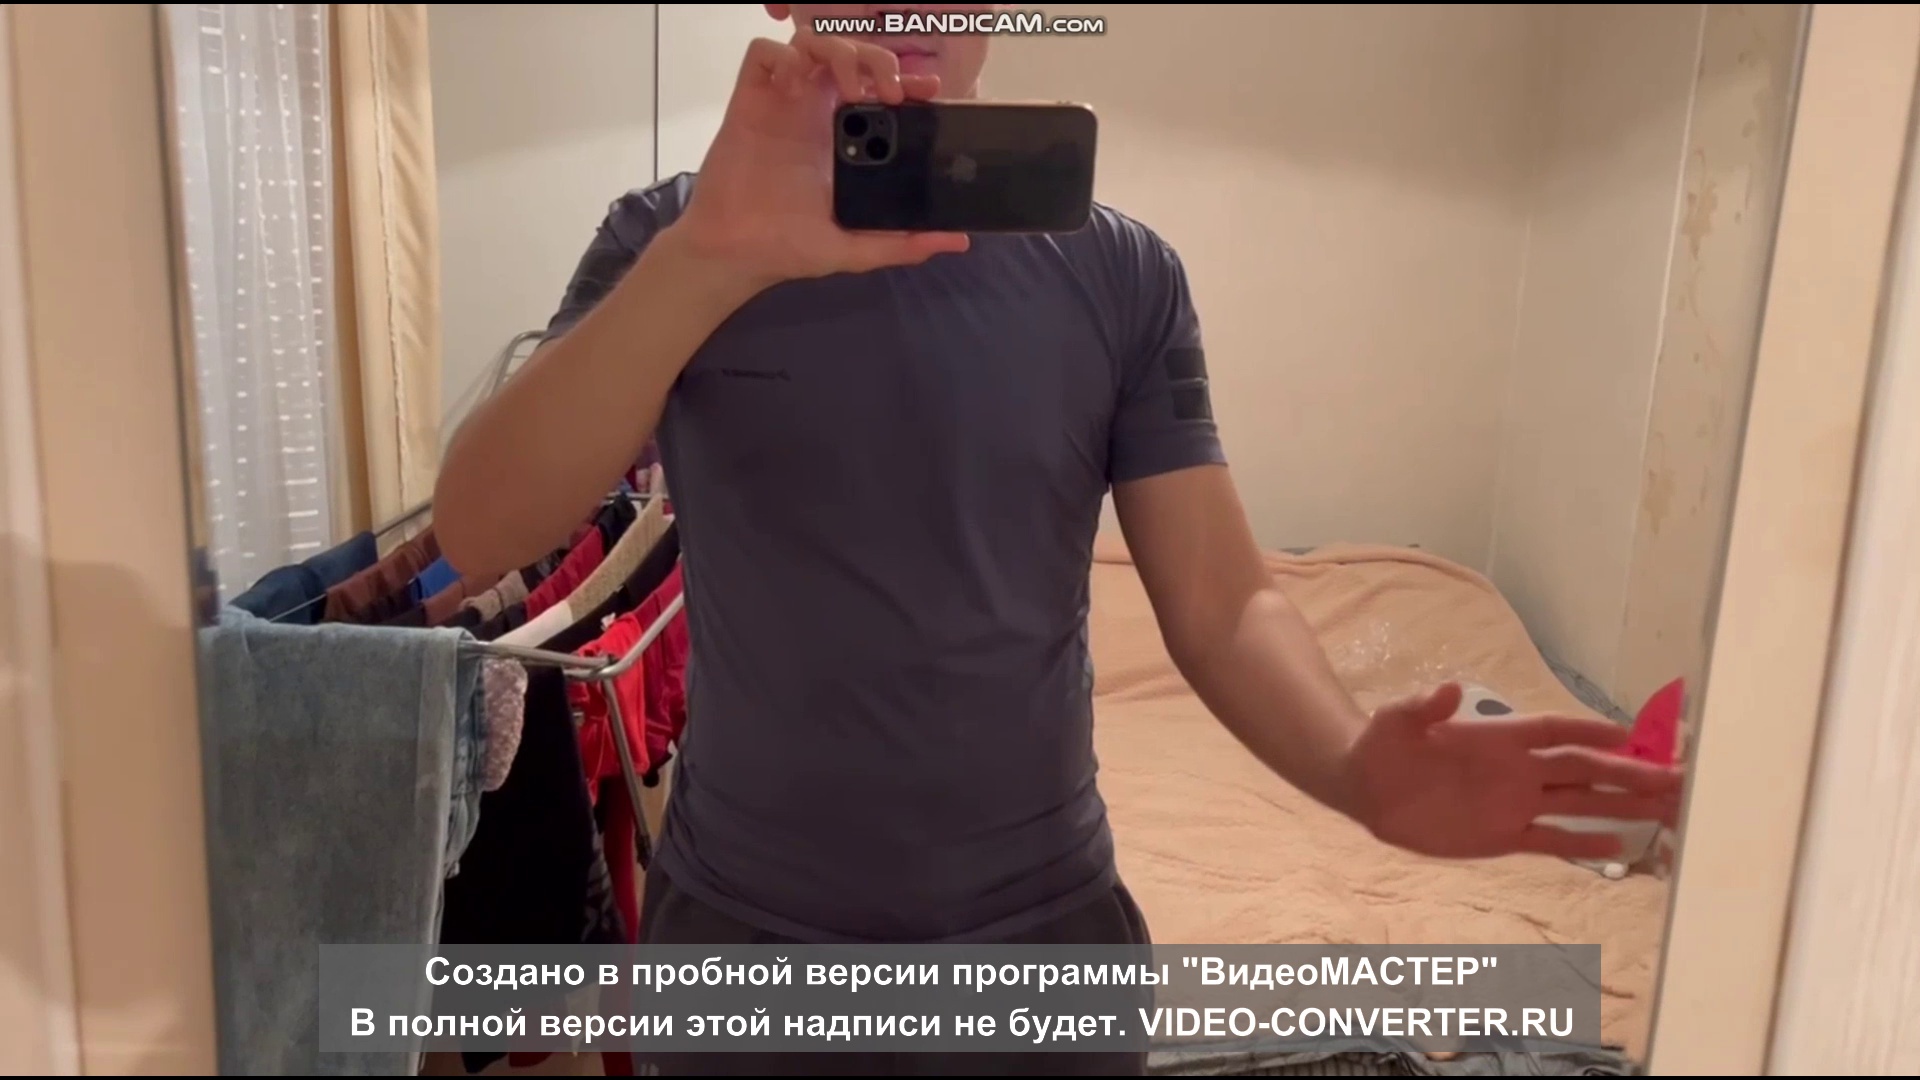 www.BANDICAM.com
Создано в пробной версии программы "ВидеоМАСТЕР"
В полной версии этой надписи не будет. VIDEO-CONVERTER.RU